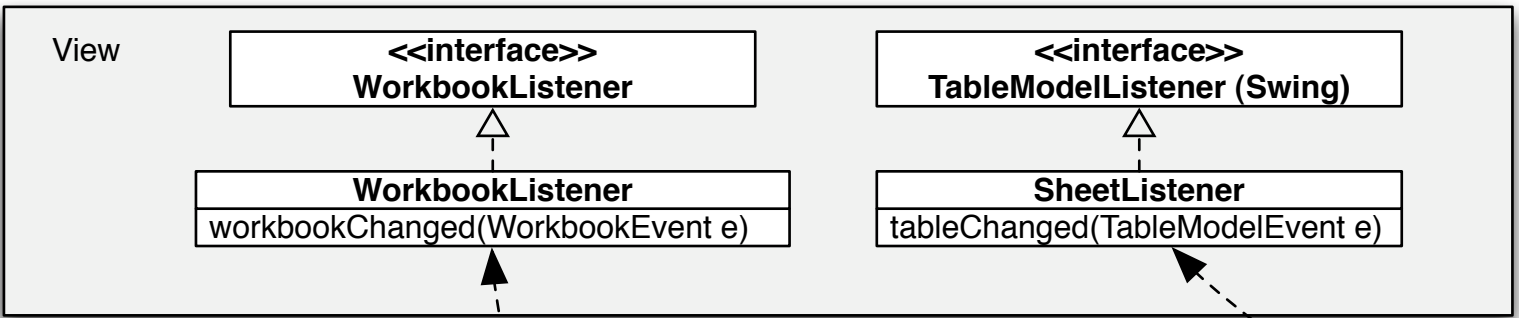 View
<<interface>>
WorkbookListener
<<interface>>
TableModelListener (Swing)
WorkbookListener
workbookChanged(WorkbookEvent e)
SheetListener
tableChanged(TableModelEvent e)